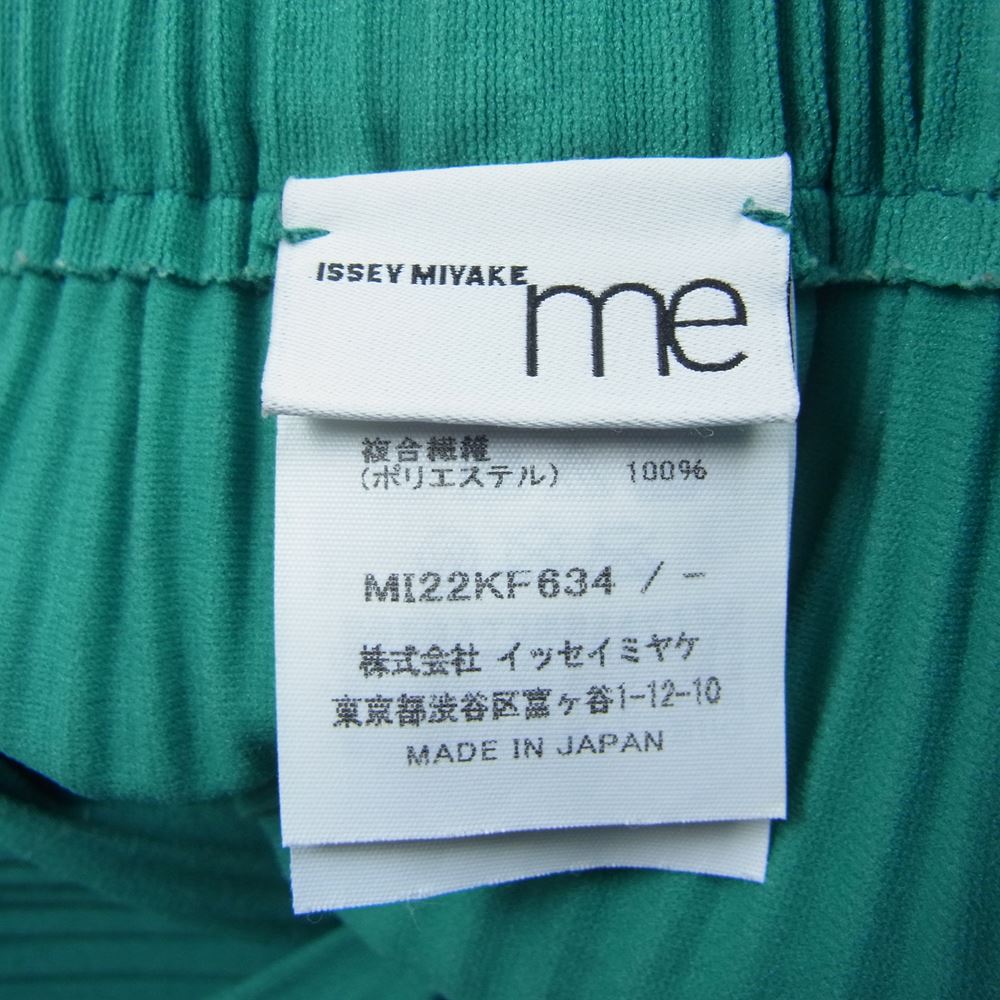 ISSEY MIYAKE
me
複合繊維
(ポリエステル) 100%
MI22KF634 / -
株式会社 イッセイミヤケ
東京都渋谷区富ヶ谷1-12-10
MADE IN JAPAN